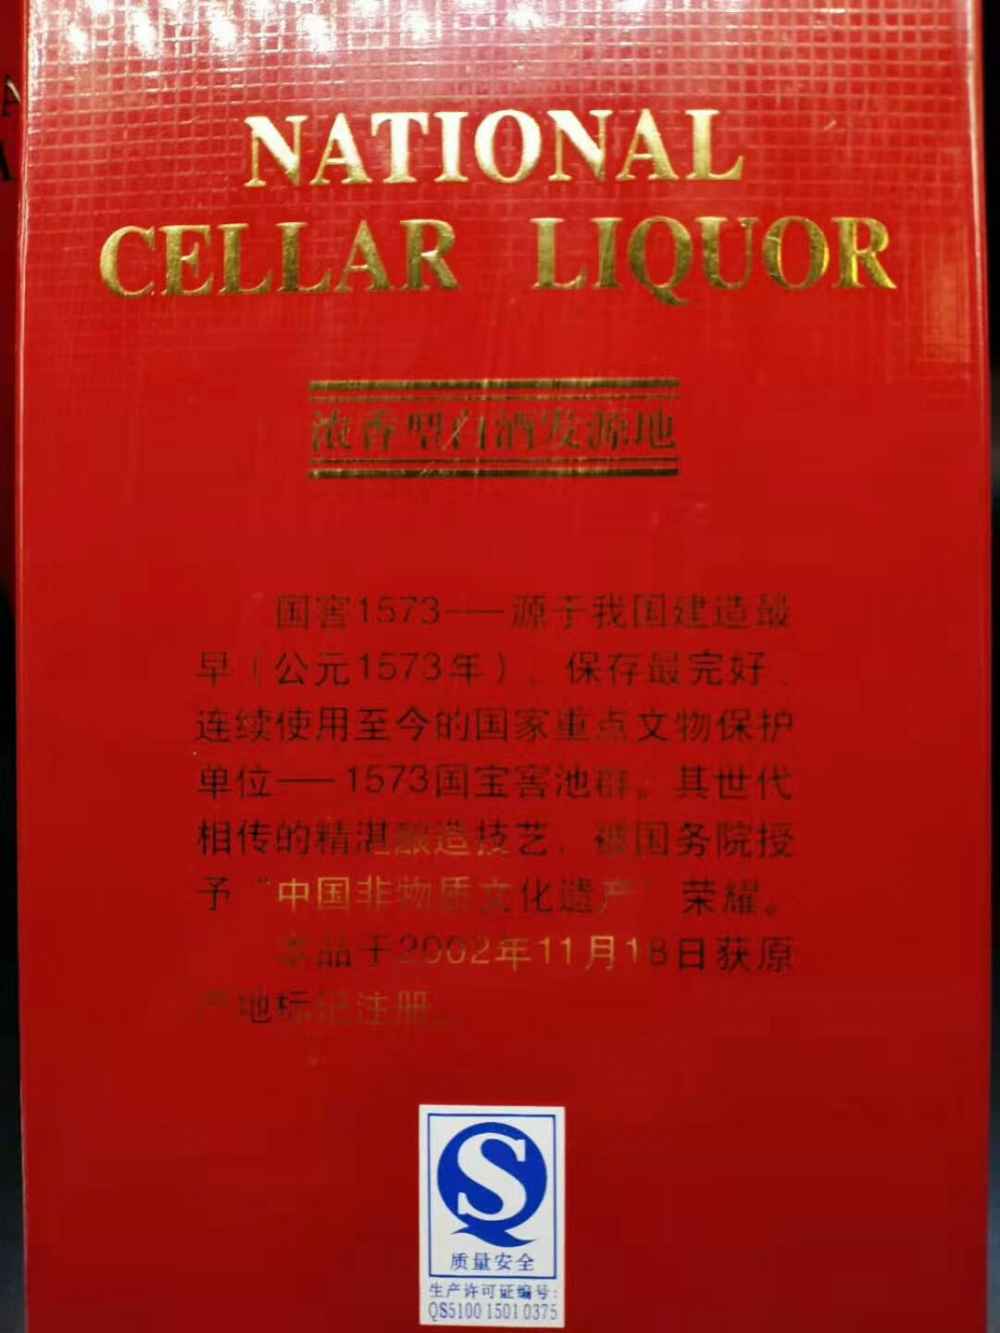 NATIONAL
CELLAR LIQUOR
浓香型白酒发源地
国窖1573——源于我国建造最
早(公元1573年)、保存最完好、
连续使用至今的国家重点文物保护
单位——1573国宝窖池群。其世代
相传的精湛酿造技艺，被国务院授
予“中国非物质文化遗产”荣耀。
本品于2002年11月18日获原
产地标记注册。
质量安全
生产许可证编号:
QS5100 1501 0375